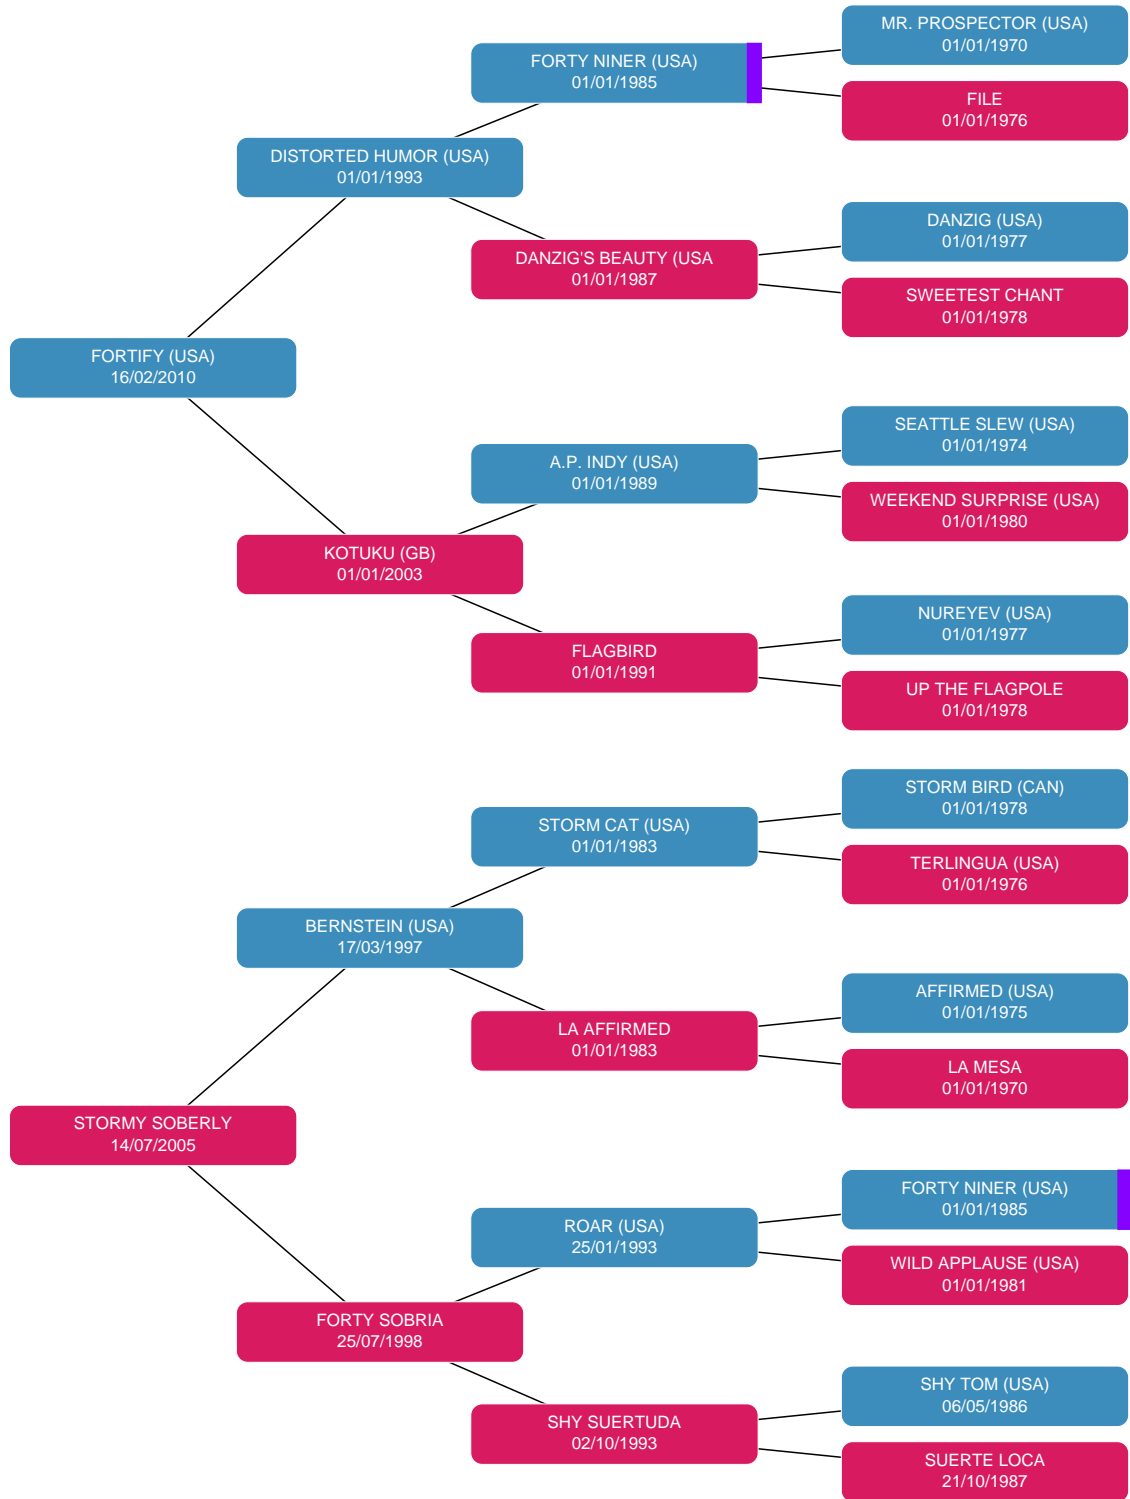 MR. PROSPECTOR (USA)
01/01/1970
FORTY NINER (USA)
01/01/1985
FILE
01/01/1976
DISTORTED HUMOR (USA)
01/01/1993
DANZIG (USA)
01/01/1977
DANZIG'S BEAUTY (USA
01/01/1987
SWEETEST CHANT
01/01/1978
FORTIFY (USA)
16/02/2010
SEATTLE SLEW (USA)
01/01/1974
A.P. INDY (USA)
01/01/1989
WEEKEND SURPRISE (USA)
01/01/1980
KOTUKU (GB)
01/01/2003
NUREYEV (USA)
01/01/1977
FLAGBIRD
01/01/1991
UP THE FLAGPOLE
01/01/1978
STORM BIRD (CAN)
01/01/1978
STORM CAT (USA)
01/01/1983
TERLINGUA (USA)
01/01/1976
BERNSTEIN (USA)
17/03/1997
AFFIRMED (USA)
01/01/1975
LA AFFIRMED
01/01/1983
LA MESA
01/01/1970
STORMY SOBERLY
14/07/2005
FORTY NINER (USA)
01/01/1985
ROAR (USA)
25/01/1993
WILD APPLAUSE (USA)
01/01/1981
FORTY SOBRIA
25/07/1998
SHY TOM (USA)
06/05/1986
SHY SUERTUDA
02/10/1993
SUERTE LOCA
21/10/1987